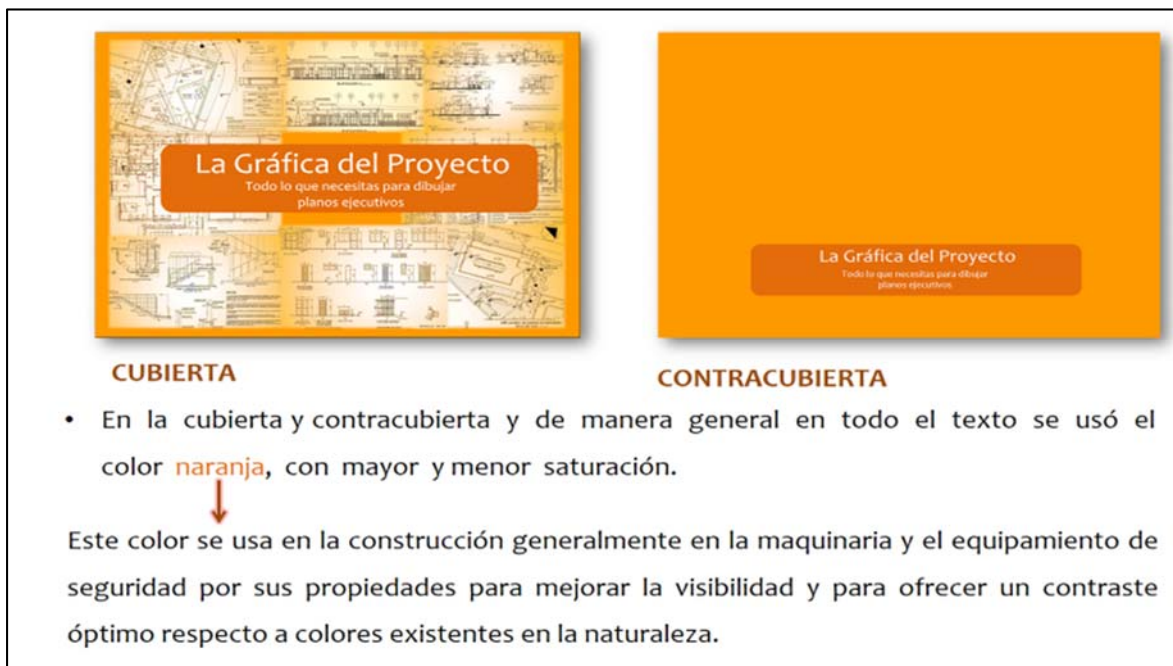 La Gráfica del Proyecto
Todo lo que necesitas para dibujar
planos ejecutivos
La Gráfica del Proyecto
Todo lo que necesitas para dibujar
planos ejecutivos
CUBIERTA
CONTRACUBIERTA
• En la cubierta y contracubierta y de manera general en todo el texto se usó el
color naranja, con mayor y menor saturación.
Este color se usa en la construcción generalmente en la maquinaria y el equipamiento de
seguridad por sus propiedades para mejorar la visibilidad y para ofrecer un contraste
óptimo respecto a colores existentes en la naturaleza.